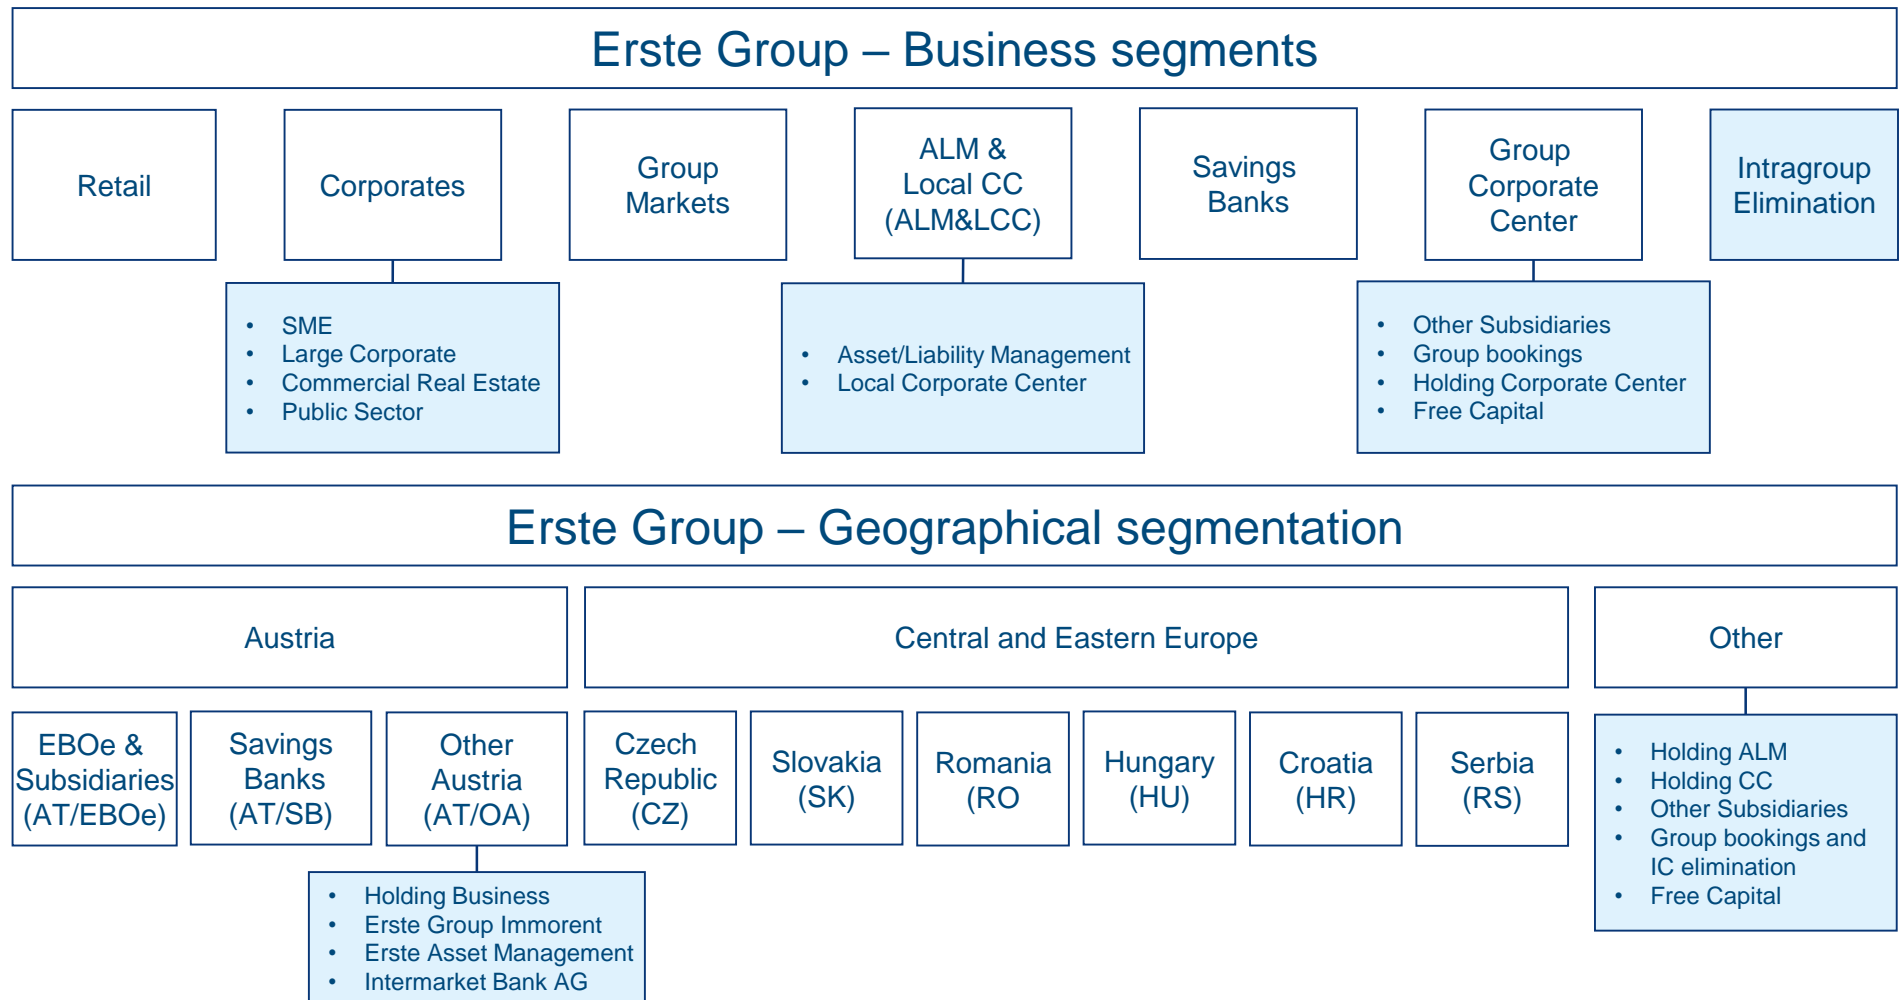 Erste Group – Business segments
Retail
Corporates
Group
Markets
ALM &
Local CC
(ALM&LCC)
Savings
Banks
Group
Corporate
Center
Intragroup
Elimination
• SME
• Large Corporate
• Commercial Real Estate
• Public Sector
• Asset/Liability Management
• Local Corporate Center
• Other Subsidiaries
• Group bookings
• Holding Corporate Center
• Free Capital
Erste Group – Geographical segmentation
Austria
Central and Eastern Europe
Other
EBOe &
Subsidiaries
(AT/EBOe)
Savings
Banks
(AT/SB)
Other
Austria
(AT/OA)
Czech
Republic
(CZ)
Slovakia
(SK)
Romania
(RO
Hungary
(HU)
Croatia
(HR)
Serbia
(RS)
• Holding ALM
• Holding CC
• Other Subsidiaries
• Group bookings and
IC elimination
• Free Capital
• Holding Business
• Erste Group Immorent
• Erste Asset Management
• Intermarket Bank AG